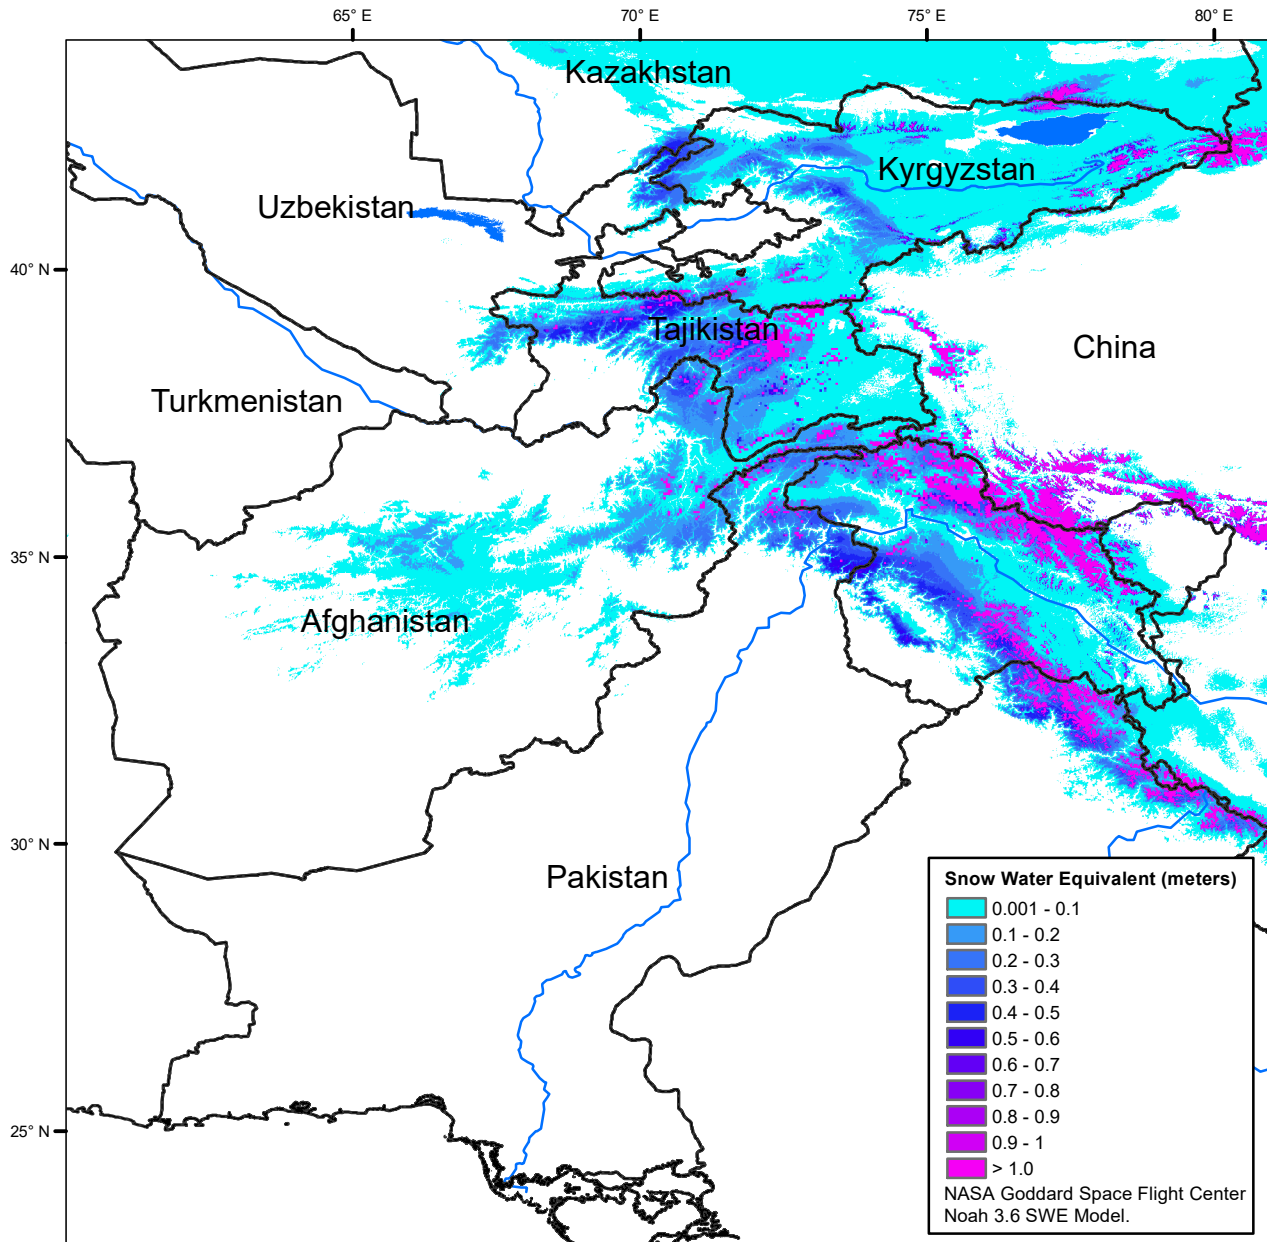 65° E
70° E
75° E
80° E
Kazakhstan
Kyrgyzstan
Uzbekistan
40° N
Tajikistan
China
Turkmenistan
35° N
Afghanistan
30° N
Pakistan
25° N
Snow Water Equivalent (meters)
0.001 - 0.1
0.1 - 0.2
0.2 - 0.3
0.3 - 0.4
0.4 - 0.5
0.5 - 0.6
0.6 - 0.7
0.7 - 0.8
0.8 - 0.9
0.9 - 1
> 1.0
NASA Goddard Space Flight Center
Noah 3.6 SWE Model.